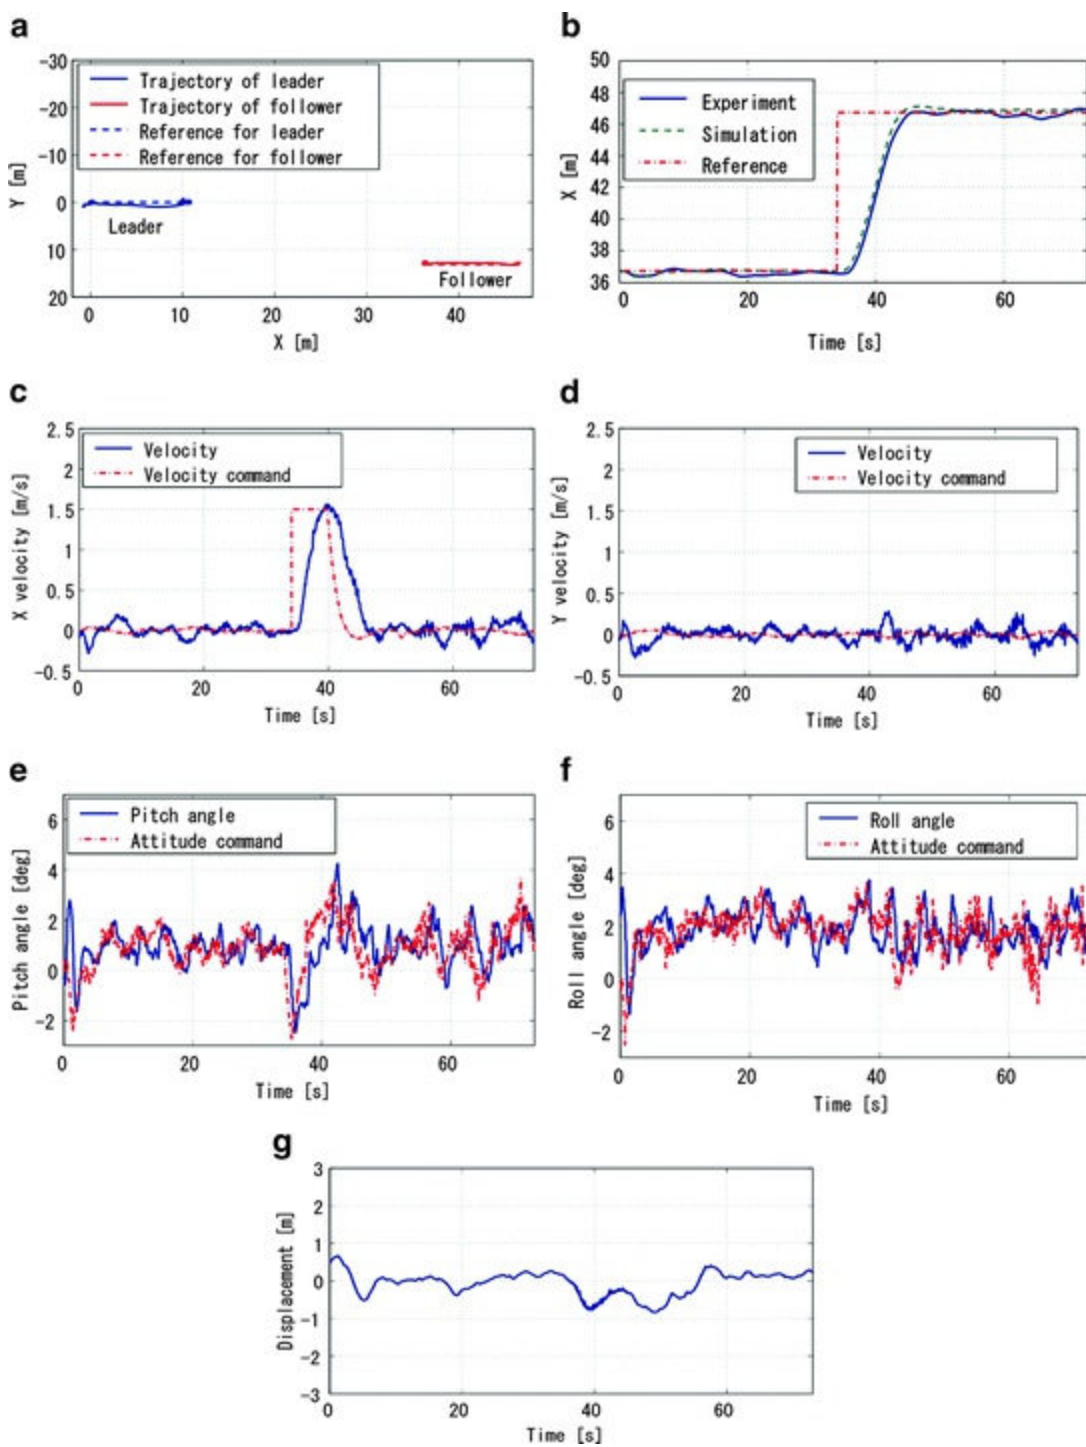 a
-30
-20
-10
0
10
20
Y [m]
Trajectory of leader
Trajectory of follower
Reference for leader
Reference for follower
Leader
Follower
0 10 20 30 40
X [m]
b
50
48
46
44
42
40
38
36
X [m]
Experiment
Simulation
Reference
0 20 40 60
Time [s]
c
2.5
2
1.5
1
0.5
0
-0.5
X velocity [m/s]
Velocity
Velocity command
0 20 40 60
Time [s]
d
2.5
2
1.5
1
0.5
0
-0.5
Y velocity [m/s]
Velocity
Velocity command
0 20 40 60
Time [s]
e
6
4
2
0
-2
Pitch angle [deg]
Pitch angle
Attitude command
0 20 40 60
Time [s]
f
6
4
2
0
-2
Roll angle [deg]
Roll angle
Attitude command
0 20 40 60
Time [s]
g
3
2
1
0
-1
-2
-3
Displacement [m]
0 20 40 60
Time [s]